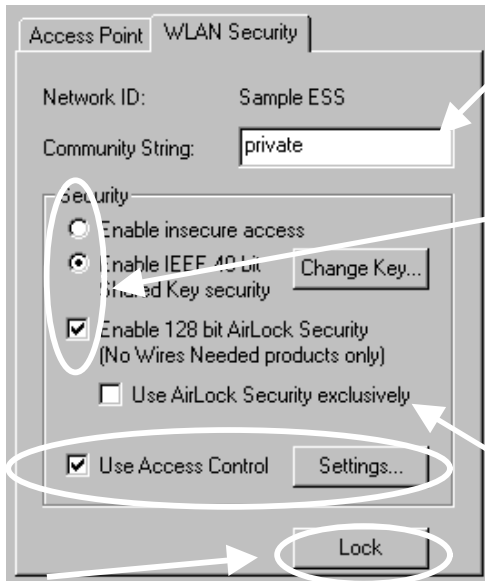 Access Point WLAN Security
Network ID: Sample ESS
Community String: private
Security
Enable insecure access
Enable IEEE 40 bit
Shared Key security
Change Key...
Enable 128 bit AirLock Security
(No Wires Needed products only)
Use AirLock Security exclusively
Use Access Control Settings...
Lock